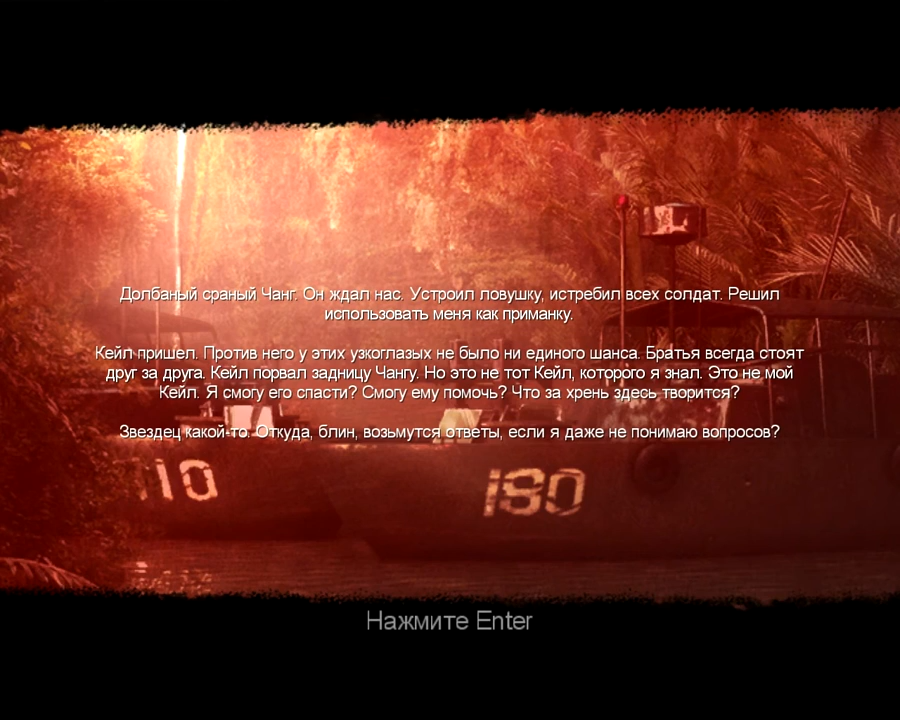 Долбаный сраный Чанг. Он ждал нас. Устроил ловушку, истребил всех солдат. Решил
использовать меня как приманку.
Кейл пришел. Против него у этих узкоглазых не было ни единого шанса. Братья всегда стоят
друг за друга. Кейл порвал задницу Чангу. Но это не тот Кейл, которого я знал. Это не мой
Кейл. Я смогу его спасти? Смогу ему помочь? Что за хрень здесь творится?
Звездец какой-то. Откуда, блин, возьмутся ответы, если я даже не понимаю вопросов?
110
180
Нажмите Enter